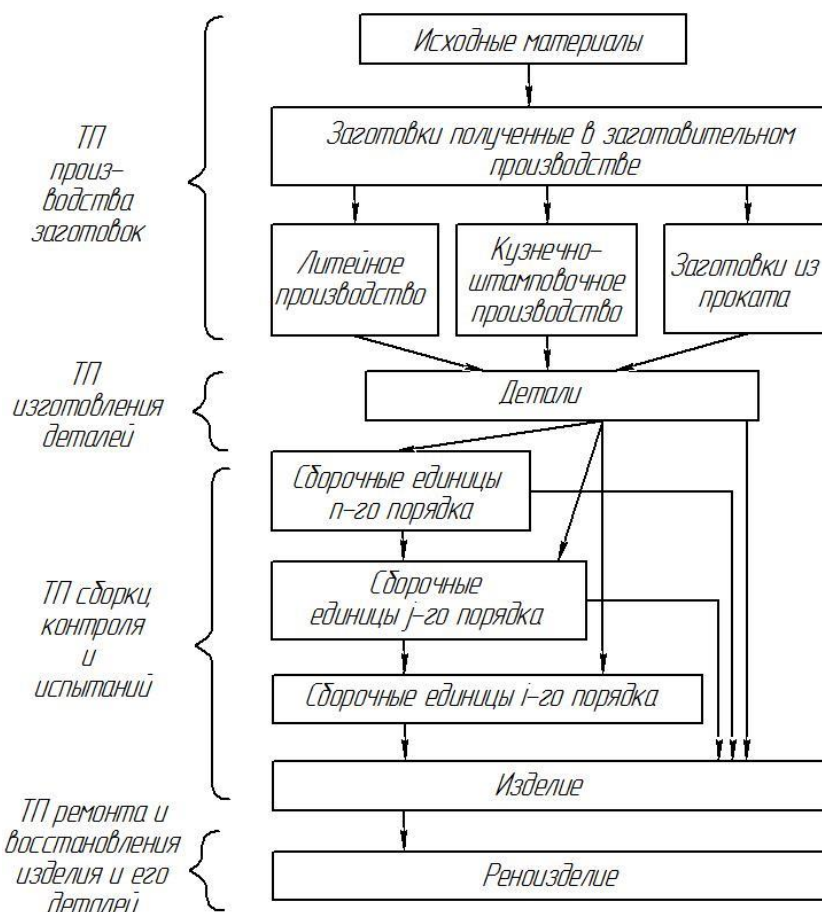 Исходные материалы
ТП
произ-
водства
заготовок
Заготовки полученные в заготовительном
производстве
Литейное
производство
Кузнечно-
штамповочное
производство
Заготовки из
проката
ТП
изготовления
деталей
Детали
ТП сборки,
контроля
и
испытаний
Сборочные единицы
n-го порядка
Сборочные
единицы j-го порядка
Сборочные единицы i-го порядка
Изделие
ТП ремонта и
восстановления
изделия и его
деталей
Реноизделие